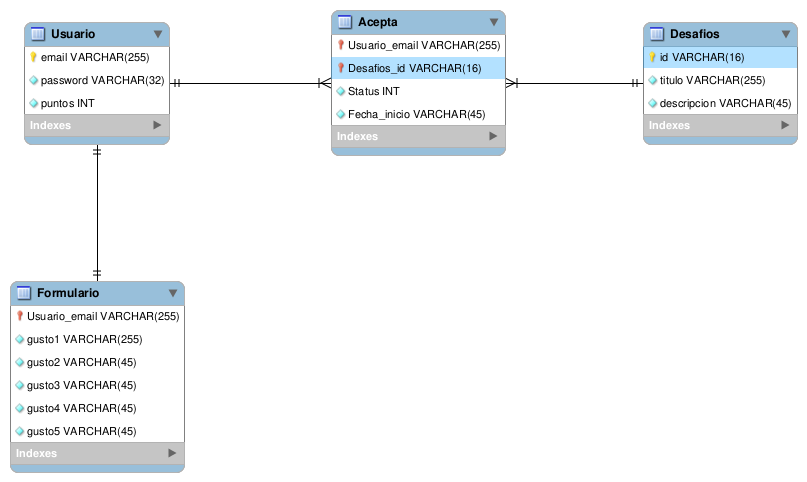 Usuario
email VARCHAR(255)
password VARCHAR(32)
puntos INT
Indexes
Acepta
Usuario_email VARCHAR(255)
Desafios_id VARCHAR(16)
Status INT
Fecha_inicio VARCHAR(45)
Indexes
Desafios
id VARCHAR(16)
titulo VARCHAR(255)
descripcion VARCHAR(45)
Indexes
Formulario
Usuario_email VARCHAR(255)
gusto1 VARCHAR(255)
gusto2 VARCHAR(45)
gusto3 VARCHAR(45)
gusto4 VARCHAR(45)
gusto5 VARCHAR(45)
Indexes